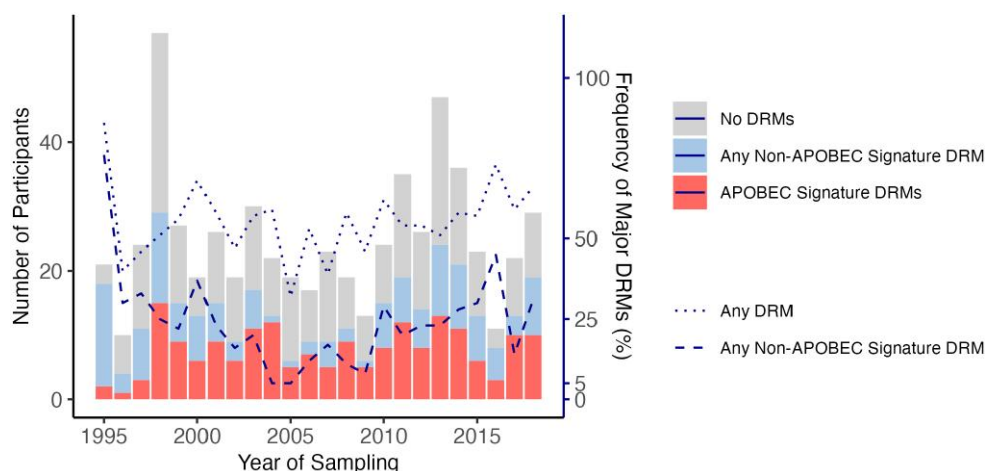 Number of Participants
40
20
0
1995
2000
2005
2010
2015
Year of Sampling
100
50
25
5
0
Frequency of Major DRMs (%)
No DRMs
Any Non-APOBEC Signature DRM
APOBEC Signature DRMs
Any DRM
Any Non-APOBEC Signature DRM